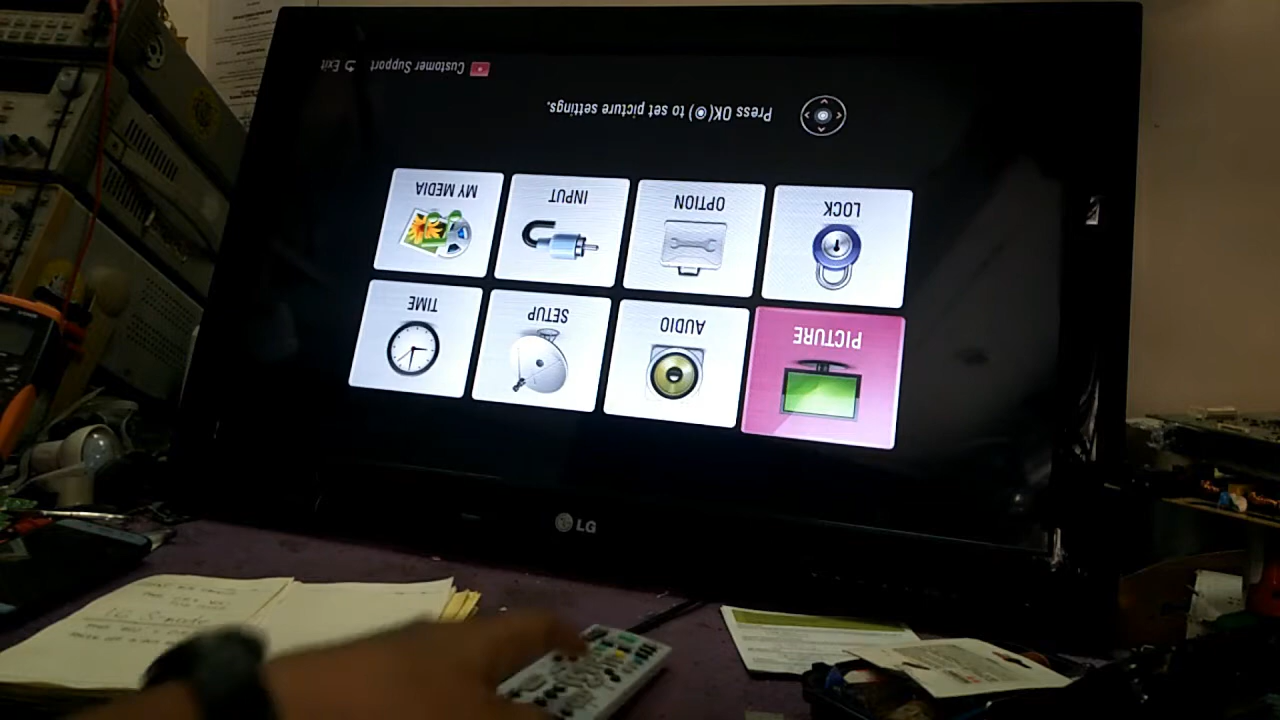 PICTURE
AUDIO
SETUP
TIME
LOCK
OPTION
INPUT
MY MEDIA
Press OK(◉) to set picture settings.
Customer Support
Exit
LG